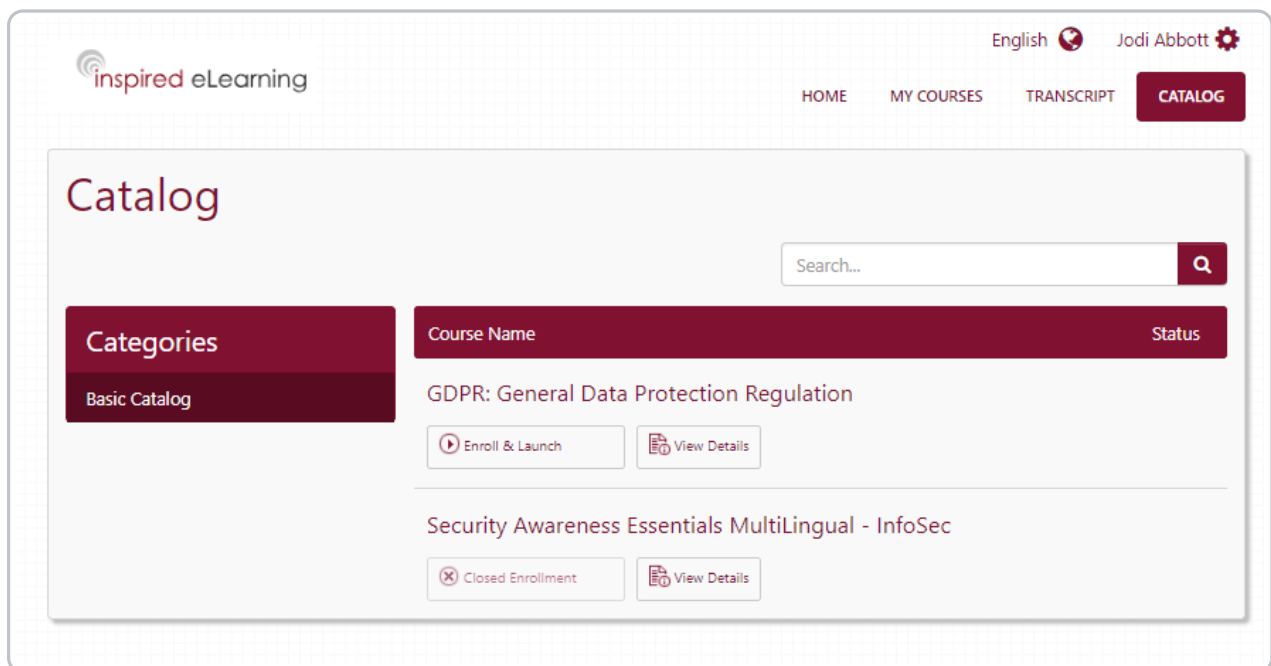 English Jodi Abbott
inspired eLearning
HOME MY COURSES TRANSCRIPT CATALOG
Catalog
Search...
Categories
Basic Catalog
Course Name Status
GDPR: General Data Protection Regulation
Enroll & Launch View Details
Security Awareness Essentials MultiLingual - InfoSec
Closed Enrollment View Details